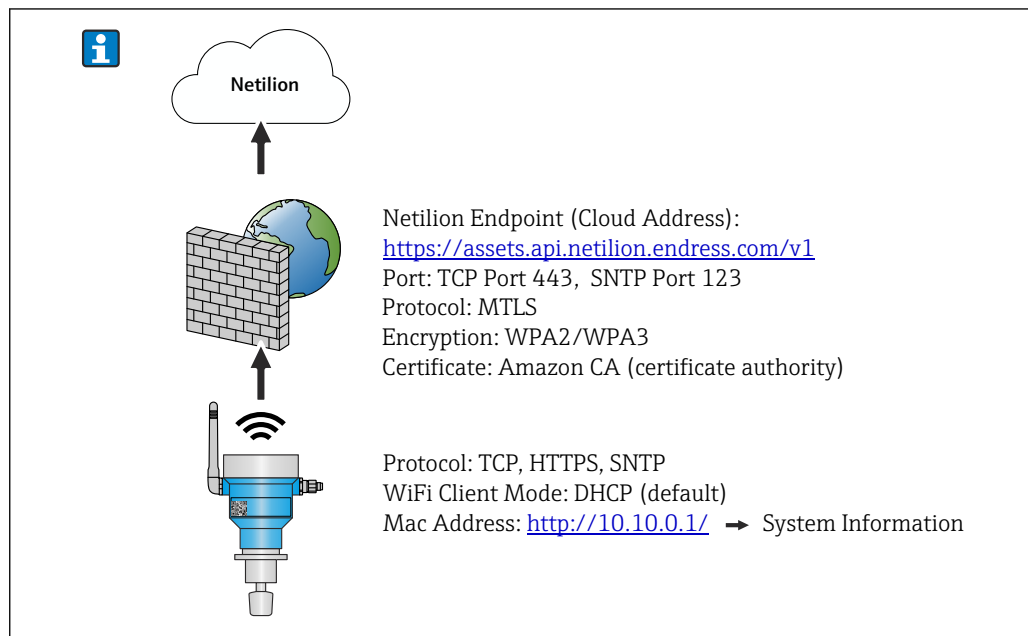 Netilion
Netilion Endpoint (Cloud Address):
https://assets.api.netilion.endress.com/v1
Port: TCP Port 443, SNTP Port 123
Protocol: MTLS
Encryption: WPA2/WPA3
Certificate: Amazon CA (certificate authority)
Protocol: TCP, HTTPS, SNTP
WiFi Client Mode: DHCP (default)
Mac Address: http://10.10.0.1/ → System Information